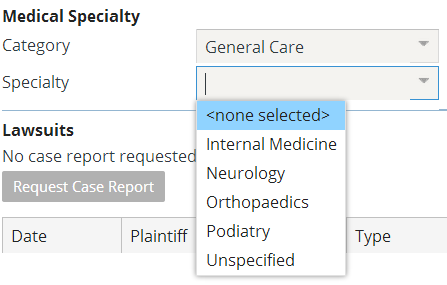 Medical Specialty
Category General Care
Specialty
<none selected>
Internal Medicine
Neurology
Orthopaedics
Podiatry
Unspecified
Lawsuits
No case report requested
Request Case Report
Date Plaintiff Type